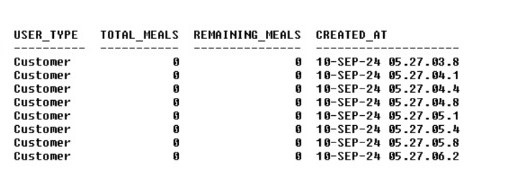 USER_TYPE TOTAL_MEALS REMAINING_MEALS CREATED_AT
---------- ----------- --------------- --------------------
Customer 0 0 10-SEP-24 05.27.03.8
Customer 0 0 10-SEP-24 05.27.04.1
Customer 0 0 10-SEP-24 05.27.04.4
Customer 0 0 10-SEP-24 05.27.04.8
Customer 0 0 10-SEP-24 05.27.05.1
Customer 0 0 10-SEP-24 05.27.05.4
Customer 0 0 10-SEP-24 05.27.05.8
Customer 0 0 10-SEP-24 05.27.06.2